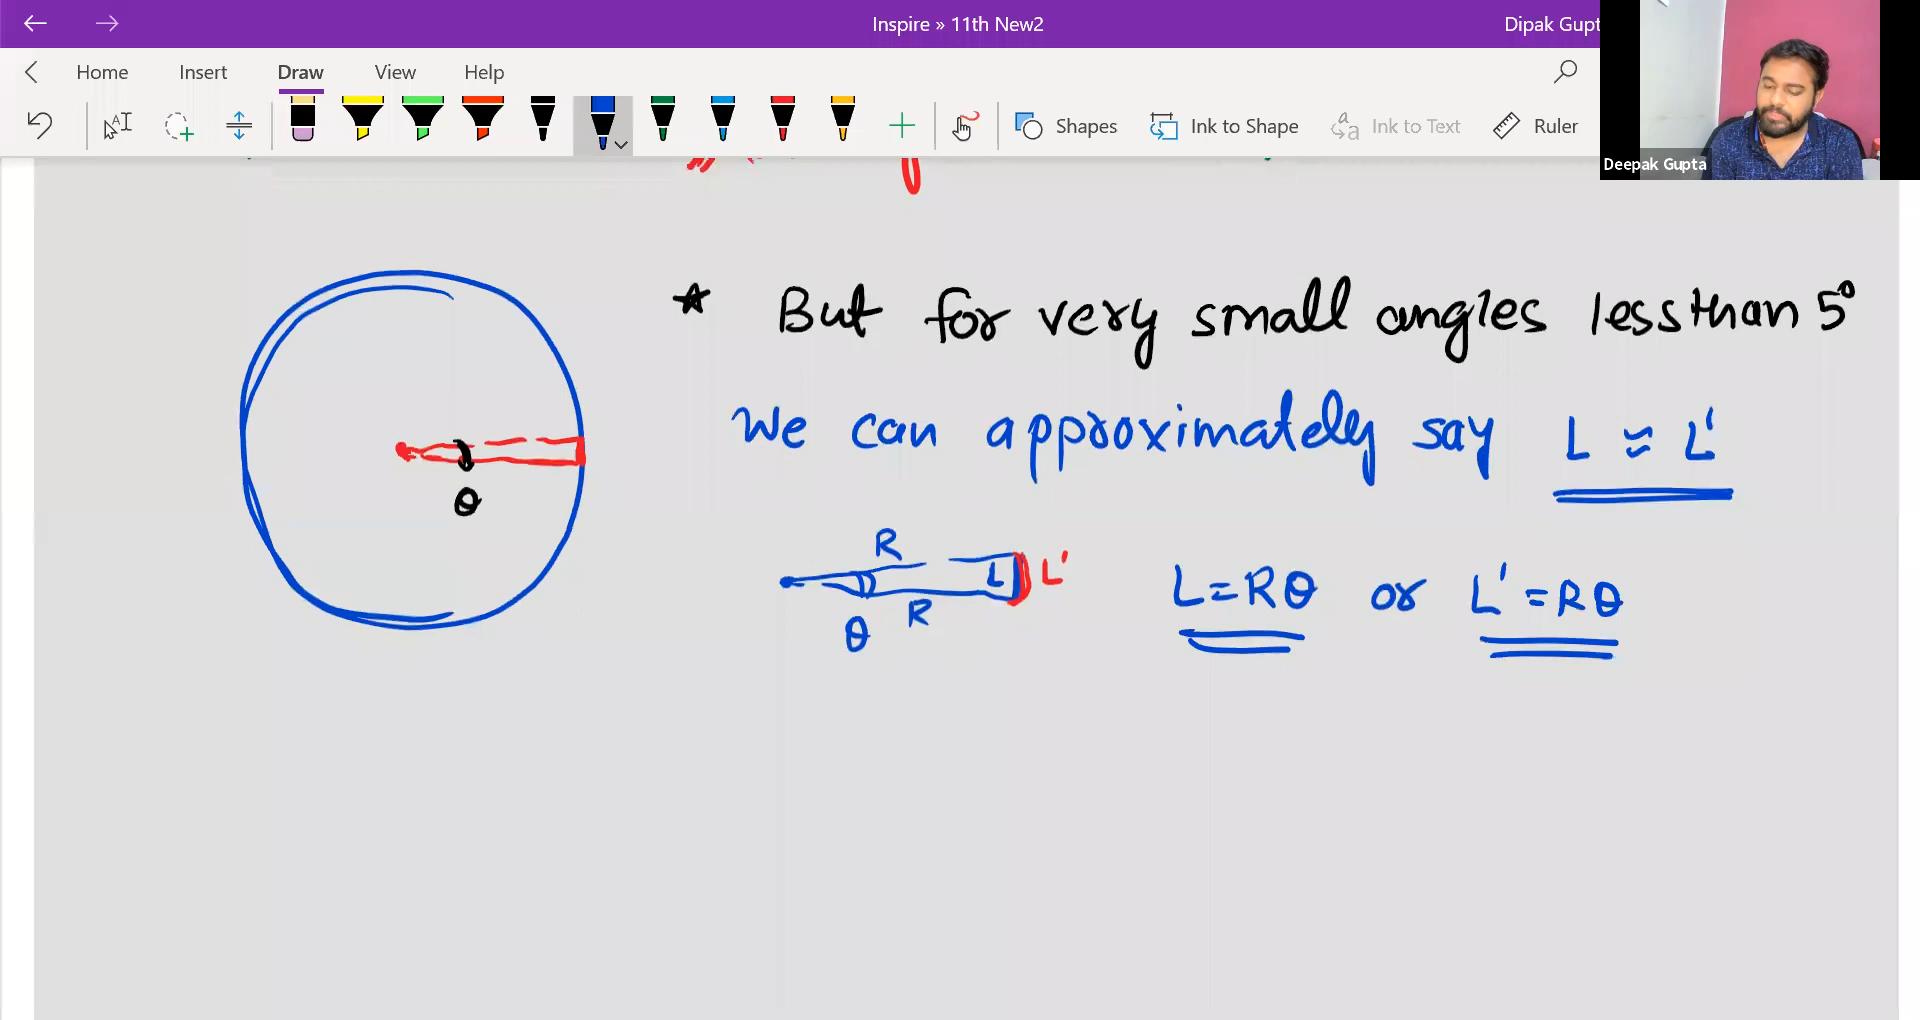 Inspire » 11th New2
Dipak Gupt
Home Insert Draw View Help
Shapes Ink to Shape Ink to Text Ruler
Deepak Gupta
★ But for very small angles less than 5°
We can approximately say L ≈ L'
θ
R
L L'
R
θ
L = Rθ or L' = Rθ